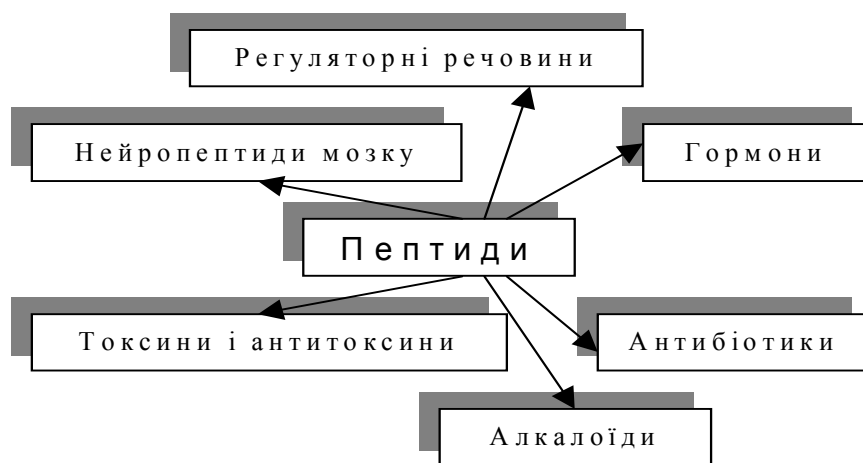 Регуляторні речовини
Нейропептиди мозку
Гормони
Пептиди
Токсини і антитоксини
Антибіотики
Алкалоїди